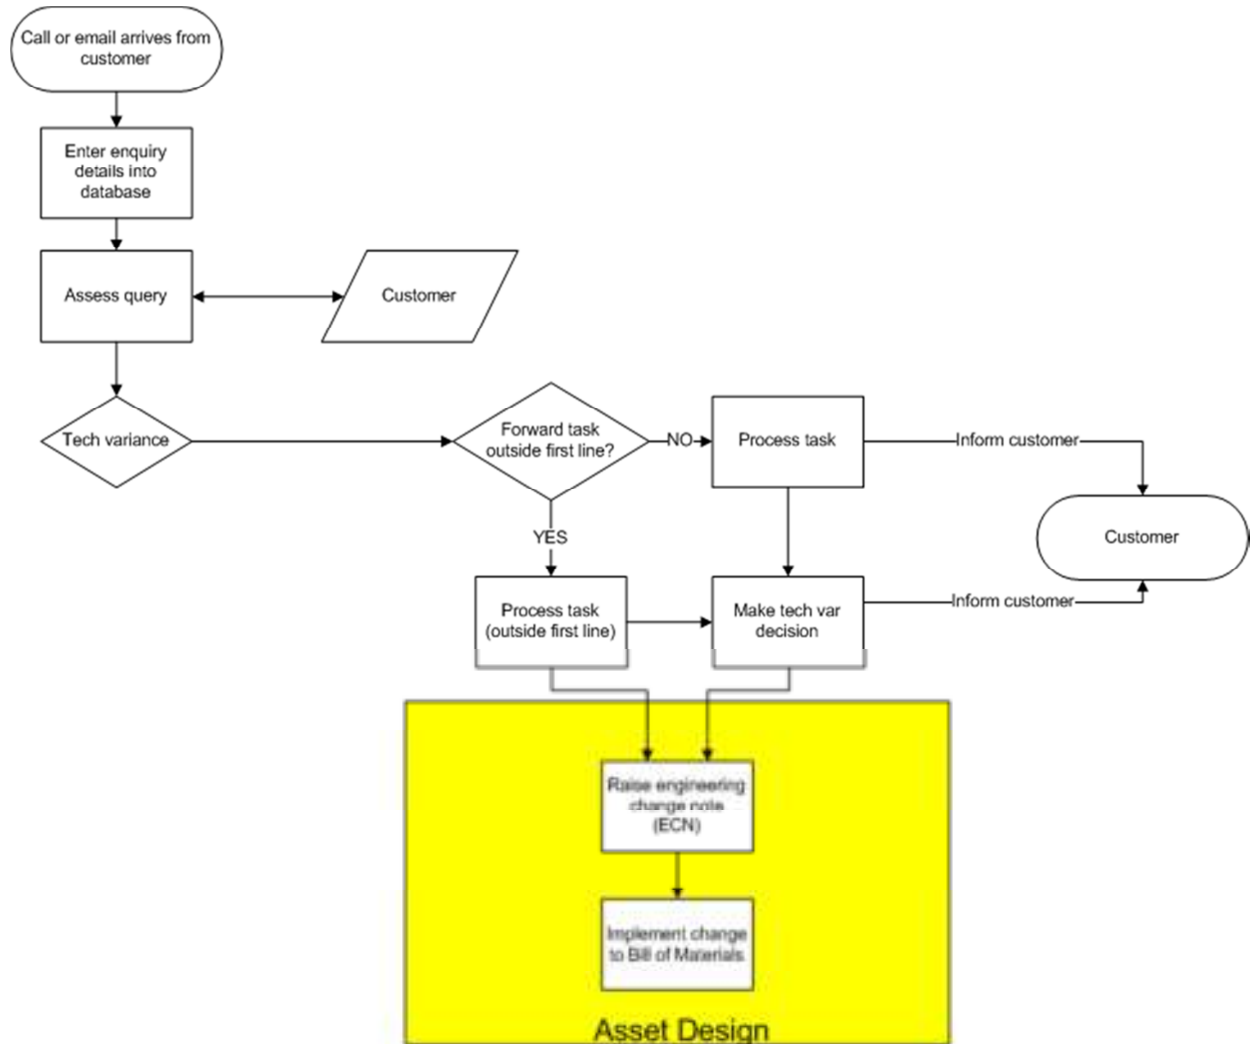 Call or email arrives from
customer
Enter enquiry
details into
database
Assess query
Customer
Tech variance
Forward task
outside first line?
NO
Process task
Inform customer
Customer
YES
Process task
(outside first line)
Make tech var
decision
Inform customer
Raise engineering
change note
(ECN)
Implement change
to Bill of Materials
Asset Design